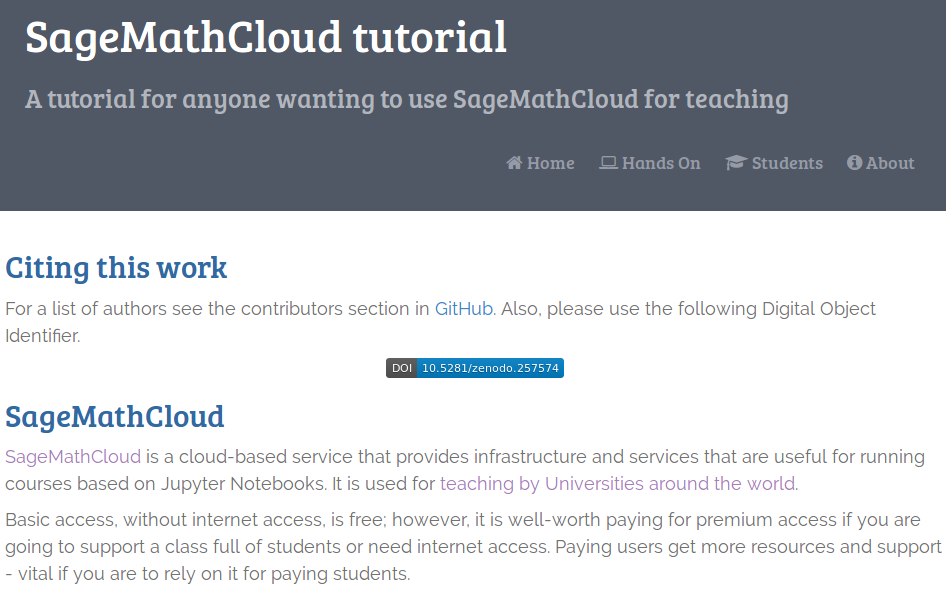 SageMathCloud tutorial
A tutorial for anyone wanting to use SageMathCloud for teaching
Home Hands On Students About
Citing this work
For a list of authors see the contributors section in GitHub. Also, please use the following Digital Object
Identifier.
DOI 10.5281/zenodo.257574
SageMathCloud
SageMathCloud is a cloud-based service that provides infrastructure and services that are useful for running
courses based on Jupyter Notebooks. It is used for teaching by Universities around the world.
Basic access, without internet access, is free; however, it is well-worth paying for premium access if you are
going to support a class full of students or need internet access. Paying users get more resources and support
- vital if you are to rely on it for paying students.